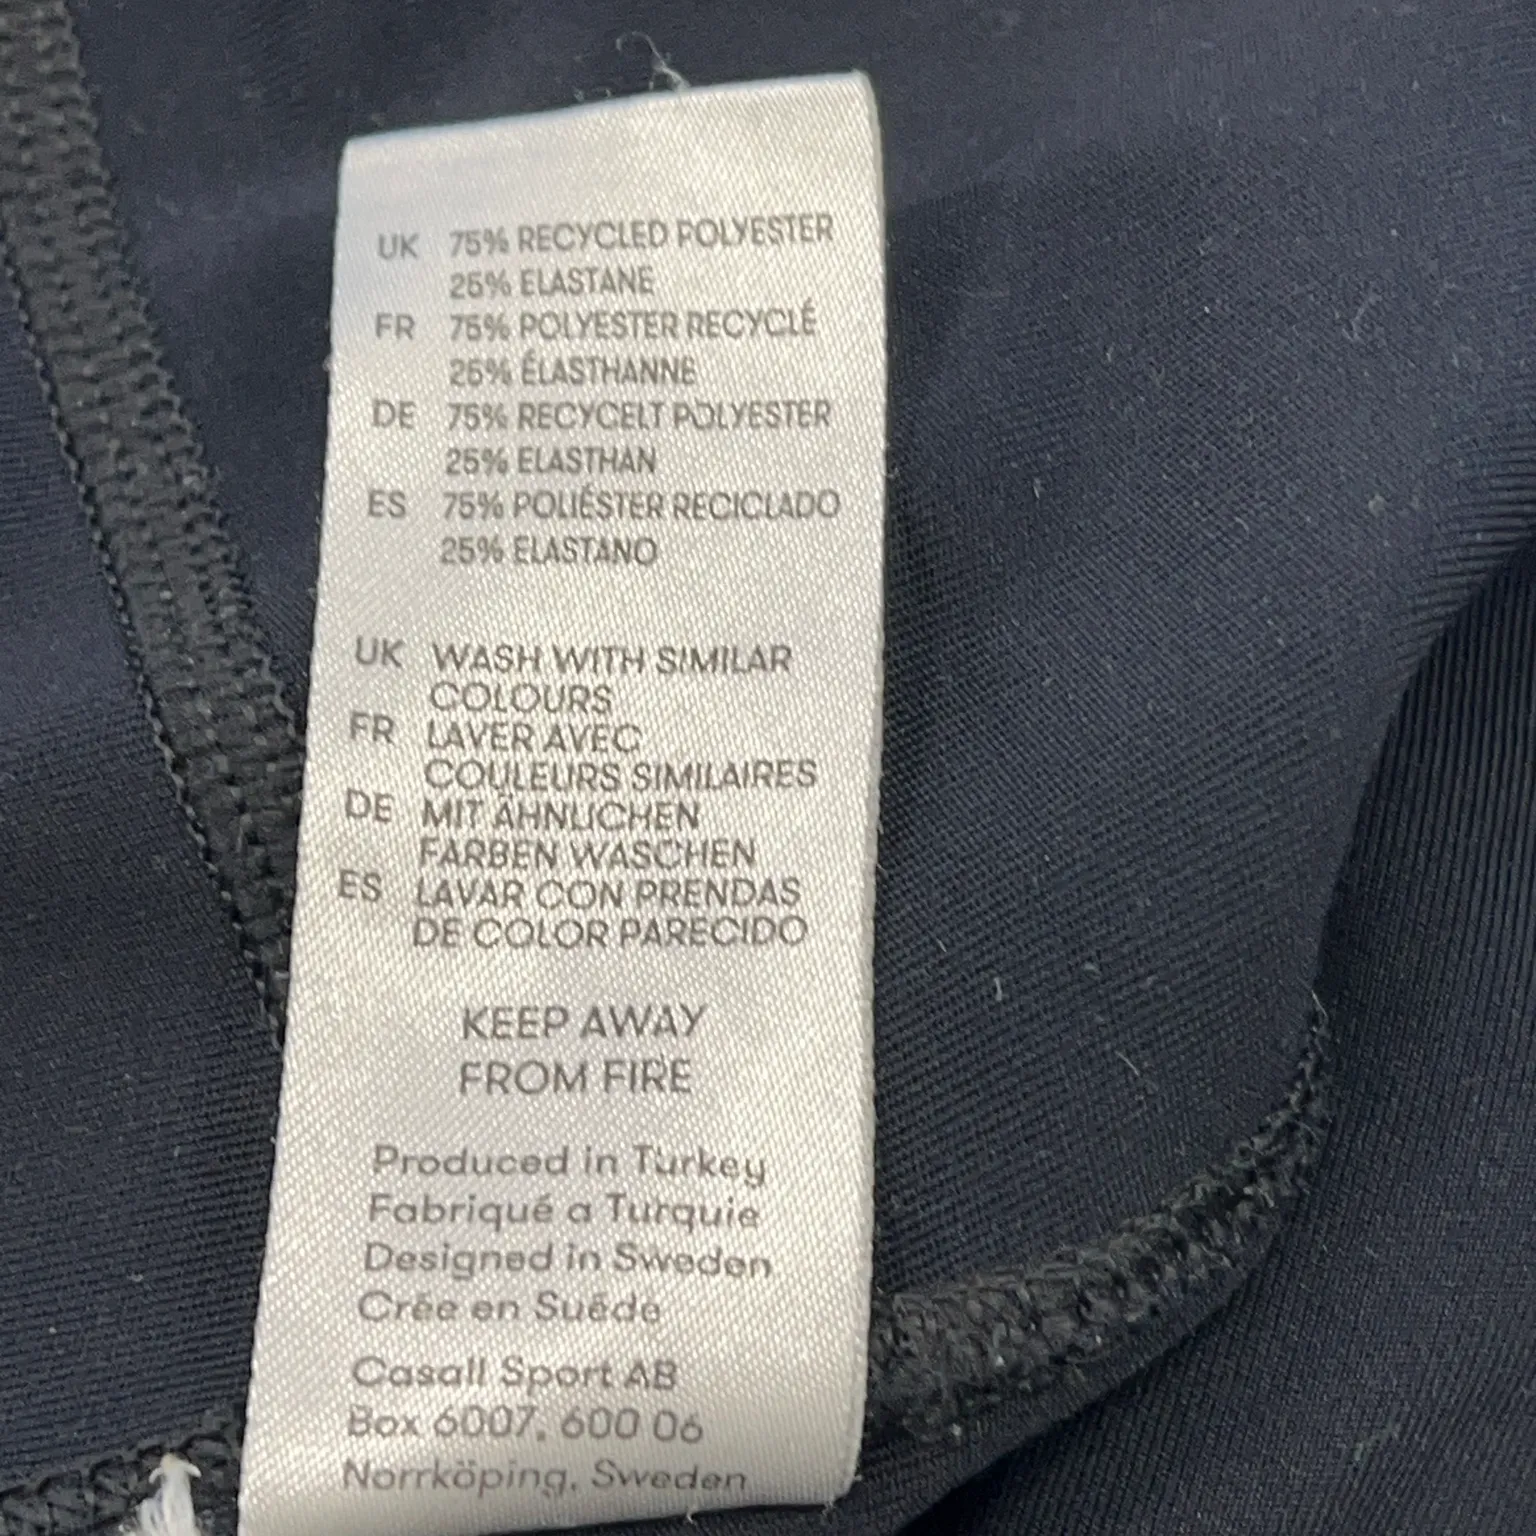 UK 75% RECYCLED POLYESTER
25% ELASTANE
FR 75% POLYESTER RECYCLÉ
25% ÉLASTHANNE
DE 75% RECYCELT POLYESTER
25% ELASTHAN
ES 75% POLIÉSTER RECICLADO
25% ELASTANO
UK WASH WITH SIMILAR
COLOURS
FR LAVER AVEC
COULEURS SIMILAIRES
DE MIT ÄHNLICHEN
FARBEN WASCHEN
ES LAVAR CON PRENDAS
DE COLOR PARECIDO
KEEP AWAY
FROM FIRE
Produced in Turkey
Fabriqué a Turquie
Designed in Sweden
Crée en Suéde
Casall Sport AB
Box 6007, 600 06
Norrköping, Sweden